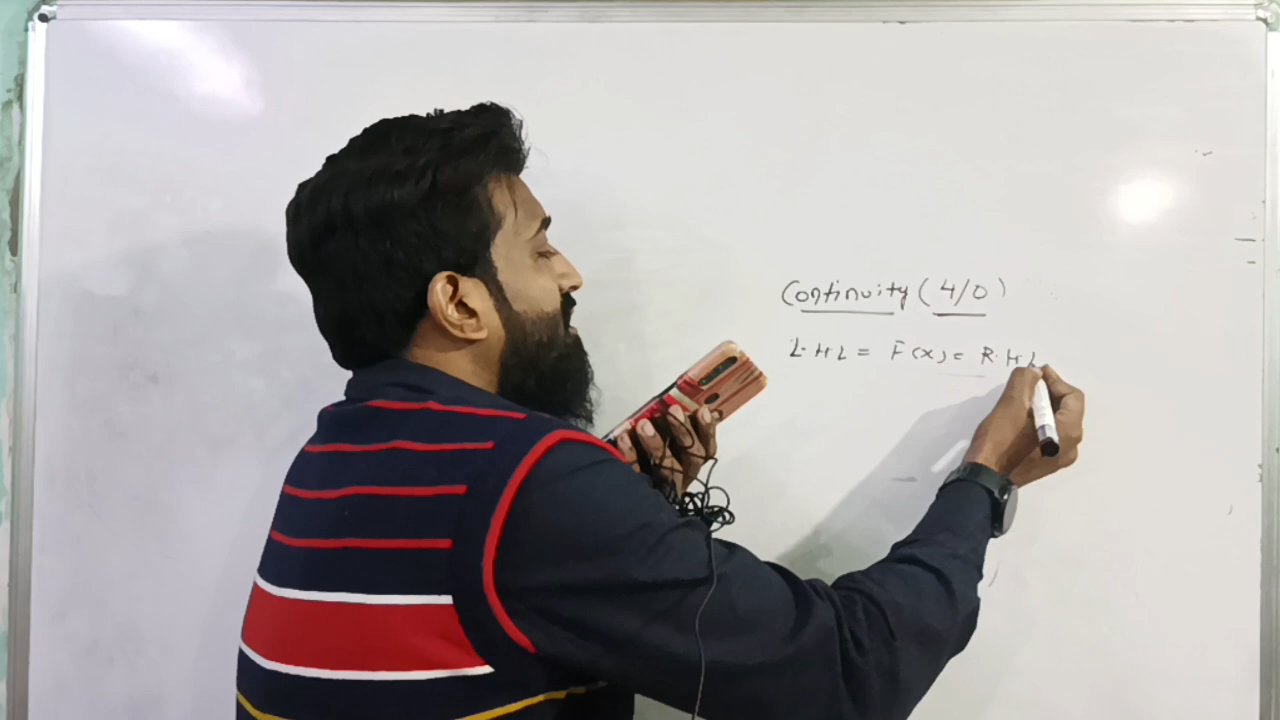 Continuity (4/0)
L.H.L = F(x) = R.H.L